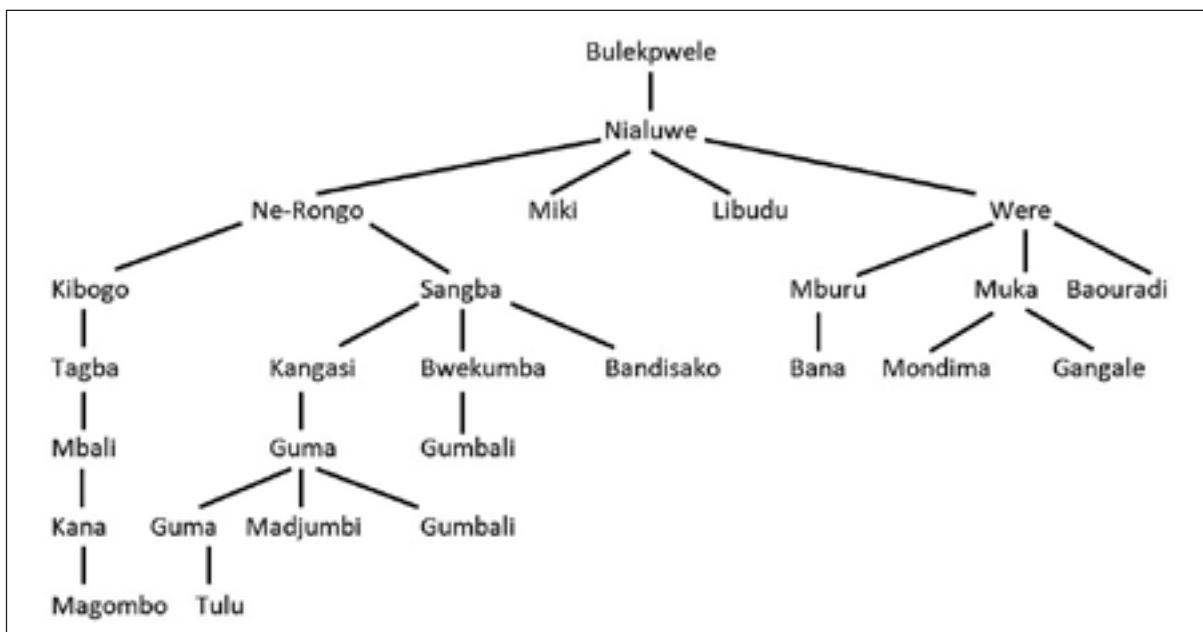 Bulekpwele
Nialuwe
Ne-Rongo Miki Libudu Were
Kibogo Sangba Mburu Muka Baouradi
Tagba Kangasi Bwekumba Bandisako Bana Mondima Gangale
Mbali Guma Gumbali
Kana Guma Madjumbi Gumbali
Magombo Tulu